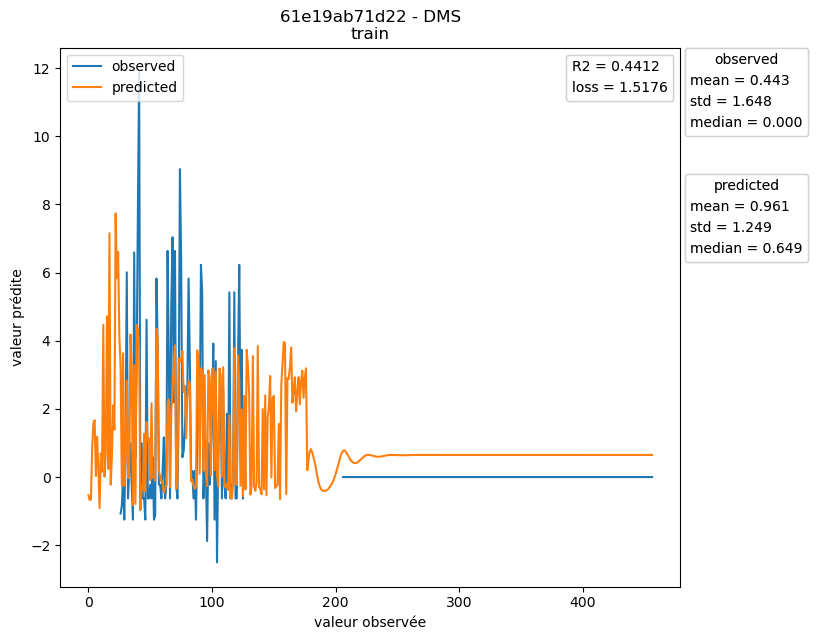 61e19ab71d22 - DMS
train
observed
predicted
R2 = 0.4412
loss = 1.5176
observed
mean = 0.443
std = 1.648
median = 0.000
predicted
mean = 0.961
std = 1.249
median = 0.649
12
10
8
6
4
2
0
−2
valeur prédite
0
100
200
300
400
valeur observée